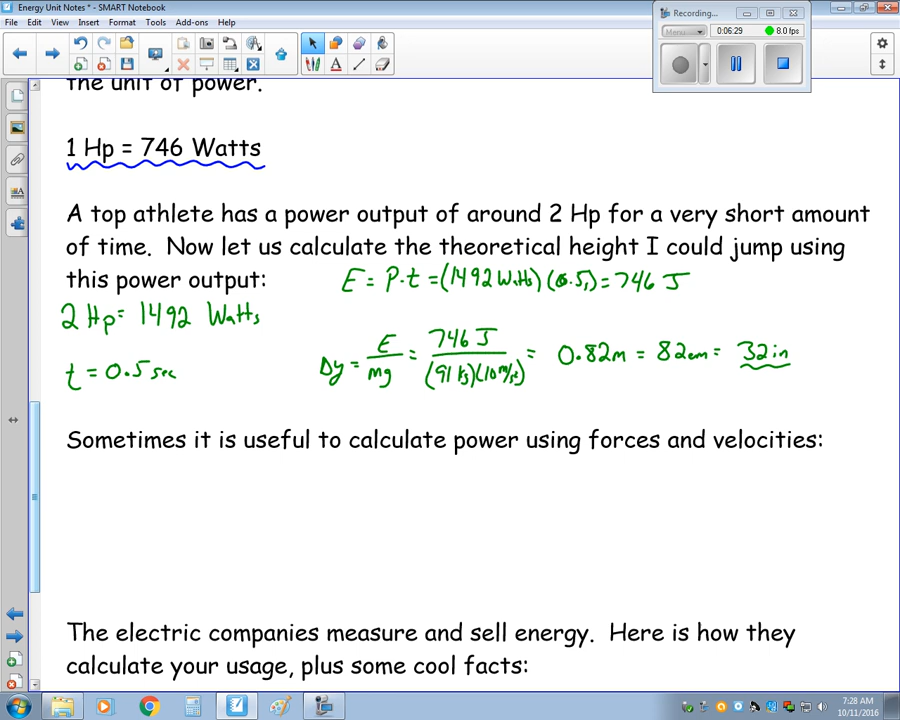 Energy Unit Notes * - SMART Notebook
File Edit View Insert Format Tools Add-ons Help
Recording...
Menu
0:06:29 8.0 fps
the unit of power.
1 Hp = 746 Watts
A top athlete has a power output of around 2 Hp for a very short amount
of time. Now let us calculate the theoretical height I could jump using
this power output:
E = P·t = (1492 Watts)(0.5s) = 746 J
2 Hp = 1492 Watts
t = 0.5 sec
Δy = E/mg = 746 J/(91 kg)(10 m/s²) = 0.82m = 82cm = 32in
Sometimes it is useful to calculate power using forces and velocities:
The electric companies measure and sell energy. Here is how they
calculate your usage, plus some cool facts:
7:28 AM
10/11/2016